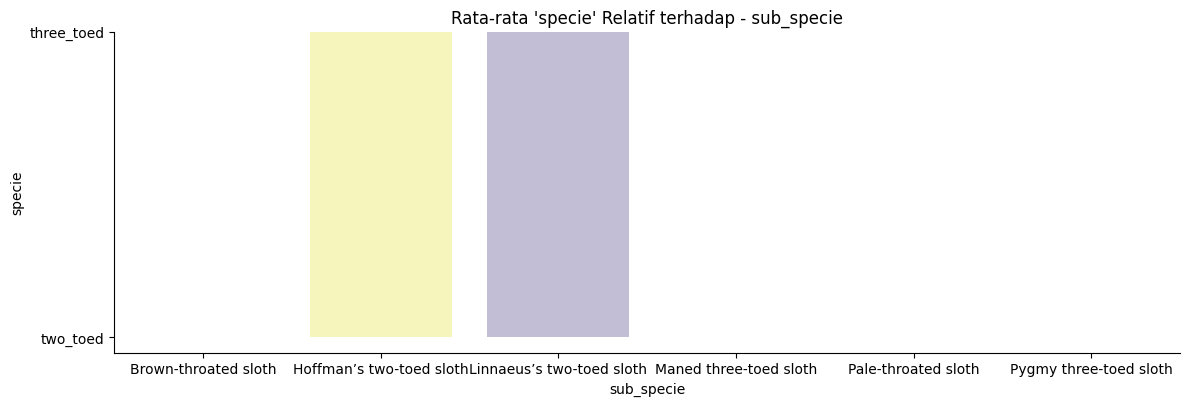 Rata-rata 'specie' Relatif terhadap - sub_specie
three_toed
specie
two_toed
Brown-throated sloth Hoffman’s two-toed sloth Linnaeus’s two-toed sloth Maned three-toed sloth Pale-throated sloth Pygmy three-toed sloth
sub_specie